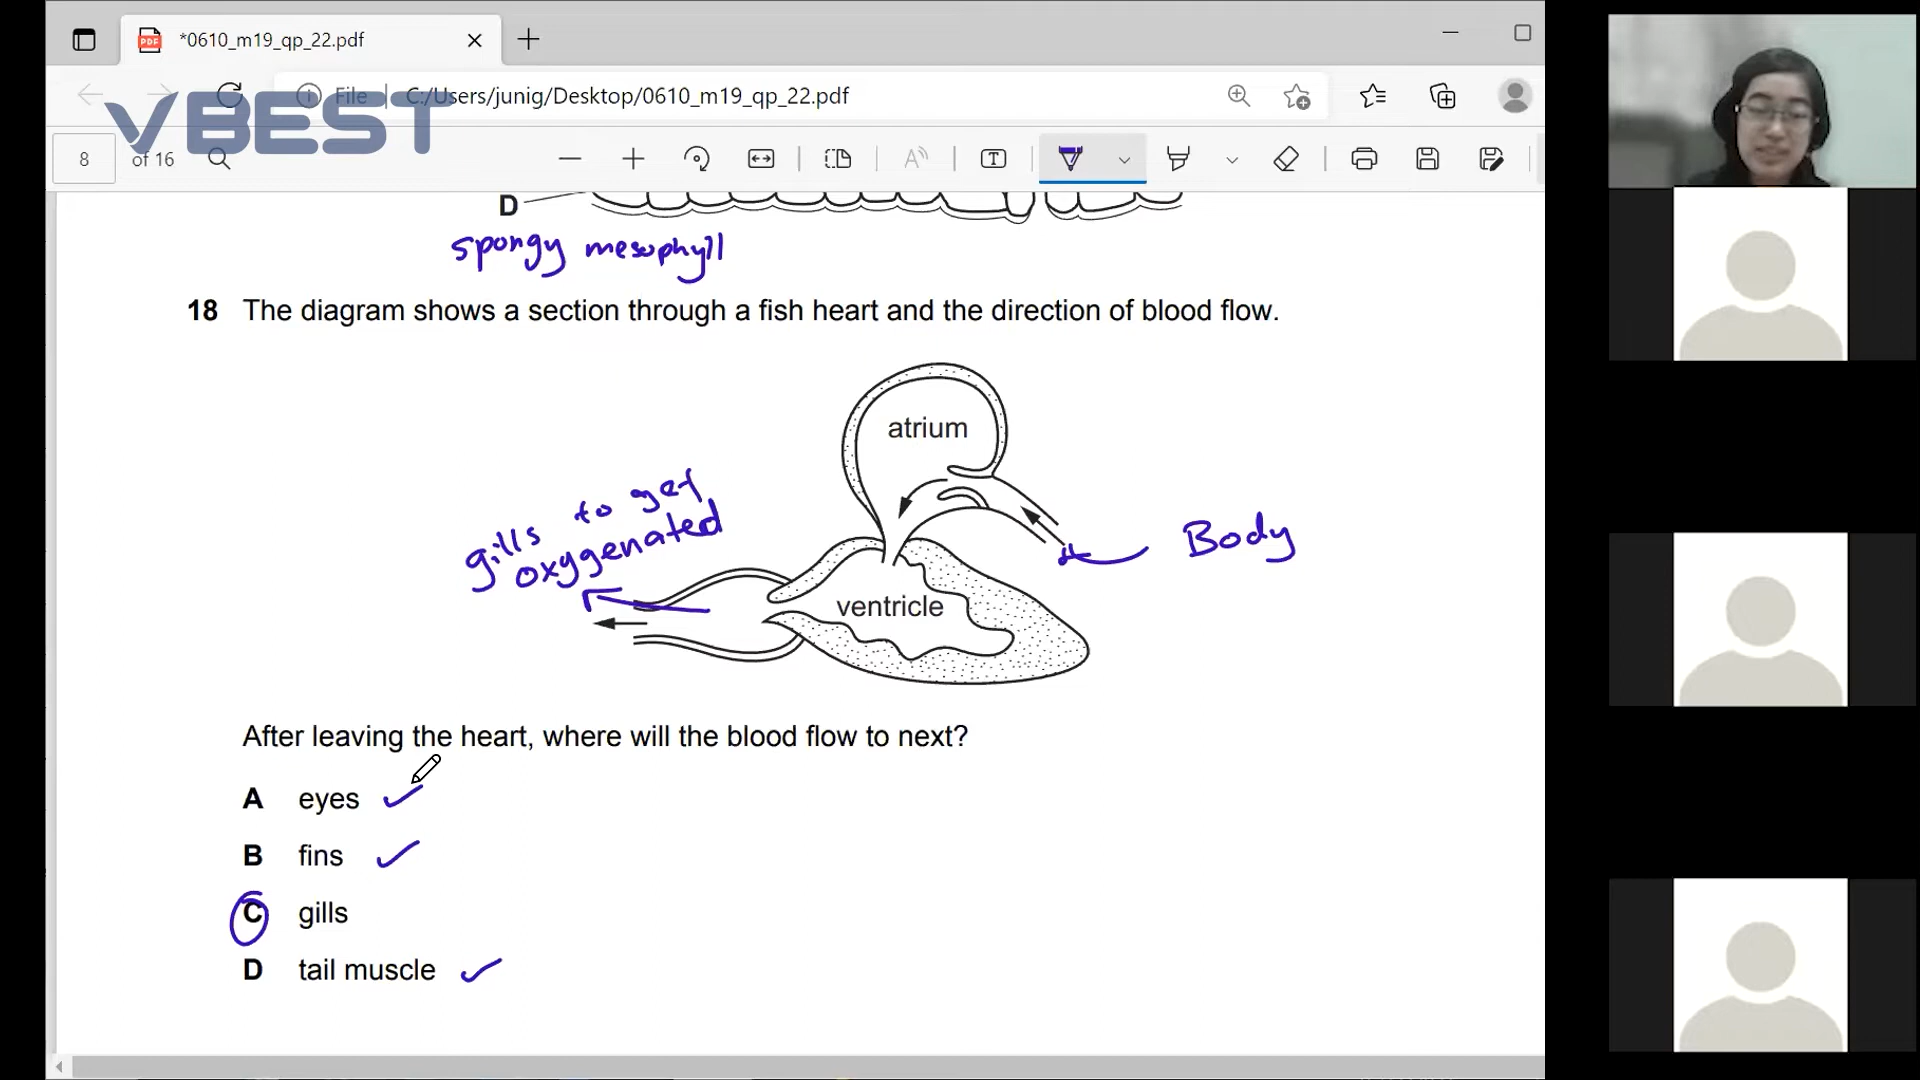 *0610_m19_qp_22.pdf
File | C:/Users/junig/Desktop/0610_m19_qp_22.pdf
VBEST
8 of 16
D
spongy mesophyll
18 The diagram shows a section through a fish heart and the direction of blood flow.
atrium
gills to get
oxygenated
Body
ventricle
After leaving the heart, where will the blood flow to next?
A eyes
B fins
C gills
D tail muscle